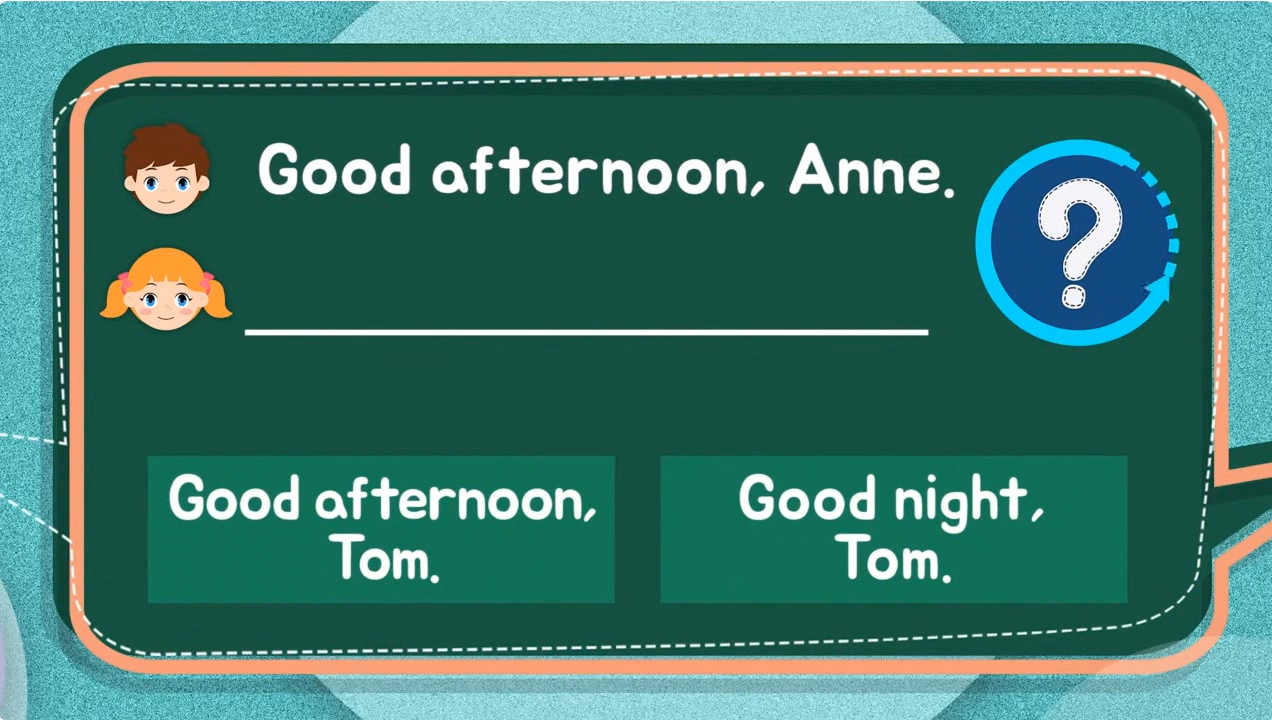 Good afternoon, Anne.
?
Good afternoon,
Tom.
Good night,
Tom.